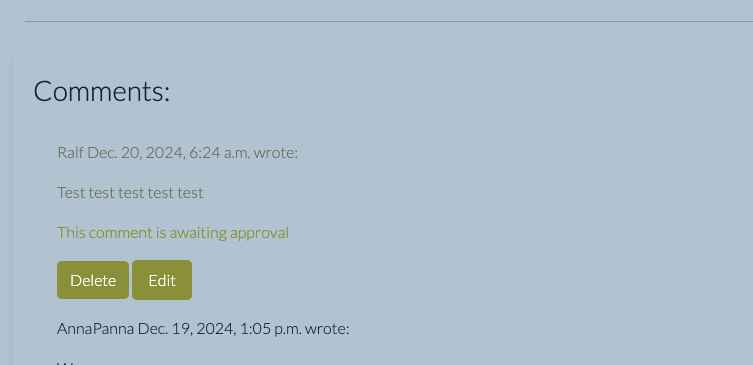 Comments:
Ralf Dec. 20, 2024, 6:24 a.m. wrote:
Test test test test test
This comment is awaiting approval
Delete Edit
AnnaPanna Dec. 19, 2024, 1:05 p.m. wrote: